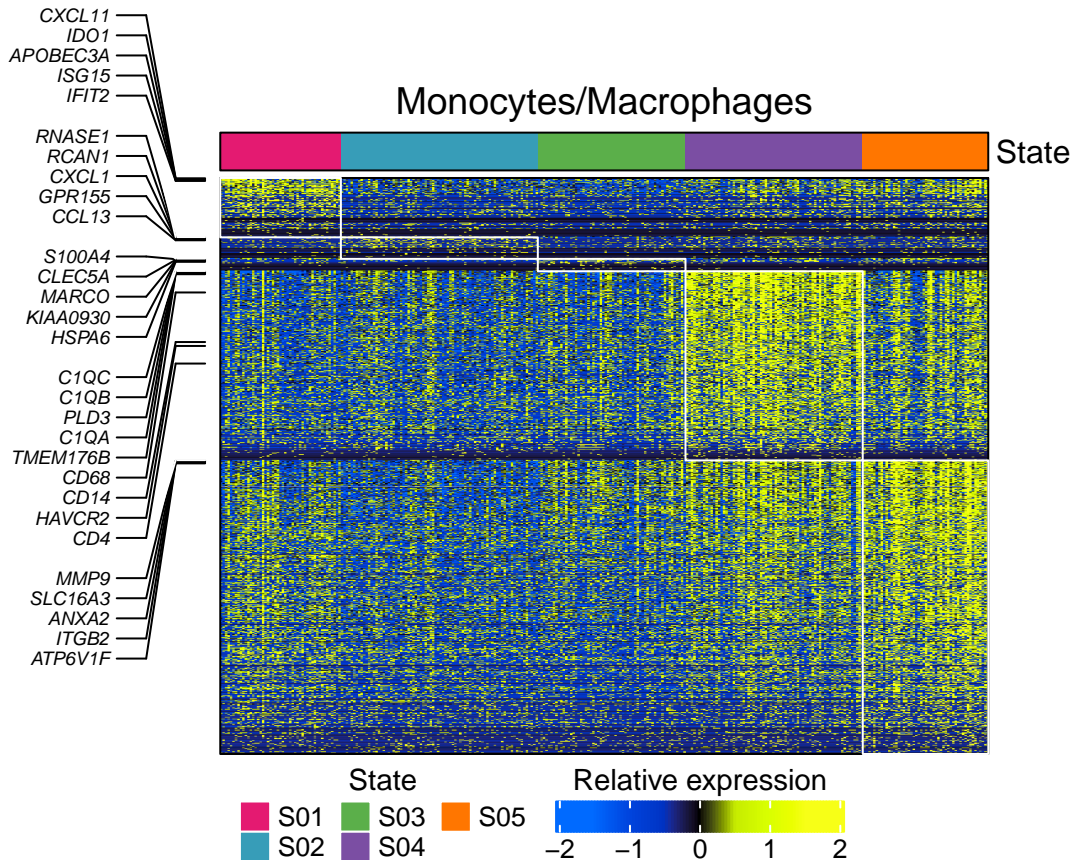 CXCL11
IDO1
APOBEC3A
ISG15
IFIT2
RNASE1
RCAN1
CXCL1
GPR155
CCL13
S100A4
CLEC5A
MARCO
KIAA0930
HSPA6
C1QC
C1QB
PLD3
C1QA
TMEM176B
CD68
CD14
HAVCR2
CD4
MMP9
SLC16A3
ANXA2
ITGB2
ATP6V1F
Monocytes/Macrophages
State
State
S01
S02
S03
S04
S05
Relative expression
−2 −1 0 1 2